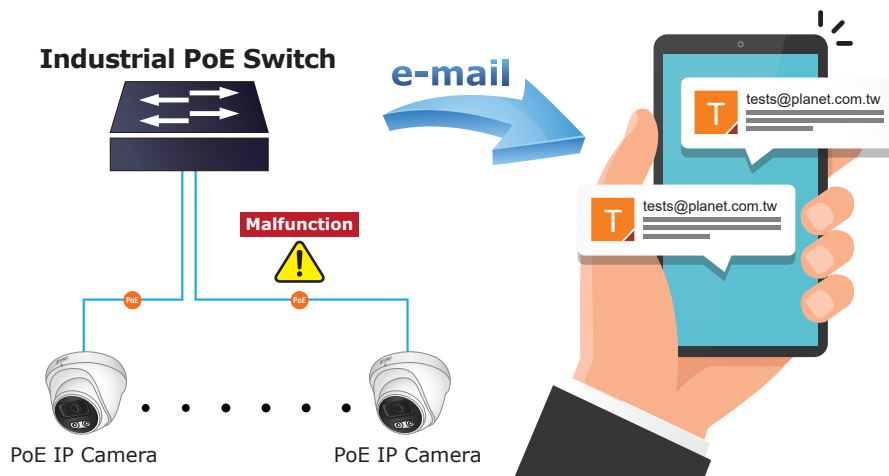 Industrial PoE Switch
e-mail
T
tests@planet.com.tw
T
tests@planet.com.tw
Malfunction
PoE
PoE
PoE IP Camera
PoE IP Camera